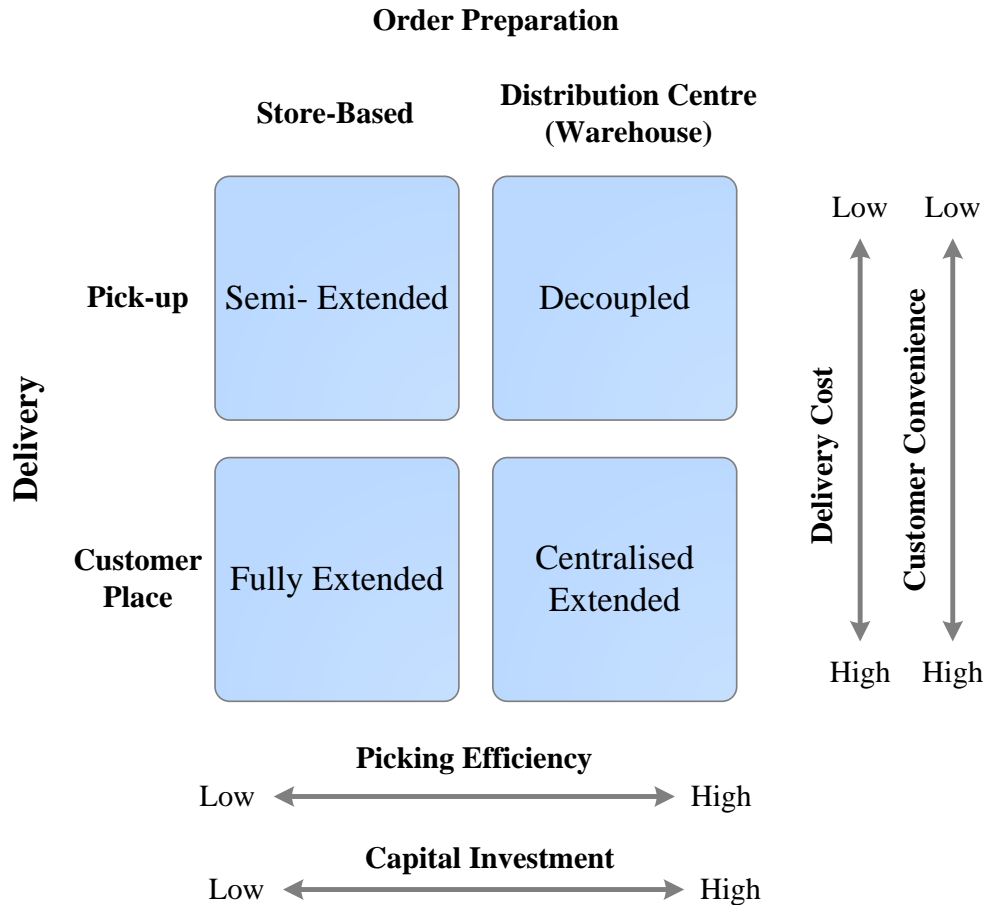 Order Preparation
Store-Based
Distribution Centre
(Warehouse)
Low
Low
Pick-up
Semi- Extended
Decoupled
Delivery
Delivery Cost
Customer Convenience
Customer
Place
Fully Extended
Centralised
Extended
High
High
Picking Efficiency
Low
High
Capital Investment
Low
High